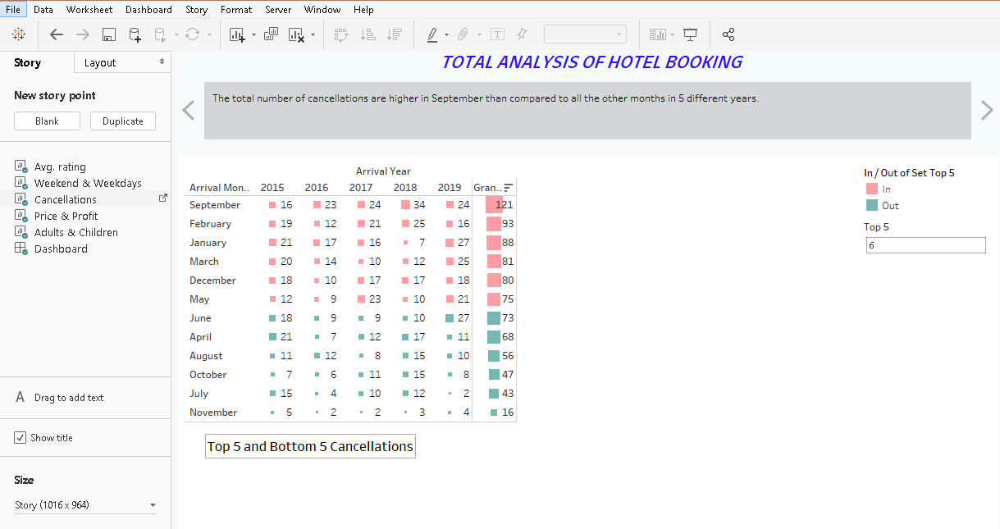 File Data Worksheet Dashboard Story Format Server Window Help
Story Layout
New story point
Blank Duplicate
Avg. rating
Weekend & Weekdays
Cancellations
Price & Profit
Adults & Children
Dashboard
A Drag to add text
Show title
Size
Story (1016 x 964)
TOTAL ANALYSIS OF HOTEL BOOKING
The total number of cancellations are higher in September than compared to all the other months in 5 different years.
Arrival Year
Arrival Mon.. 2015 2016 2017 2018 2019 Gran..
September 16 23 24 34 24 121
February 19 12 21 25 16 93
January 21 17 16 7 27 88
March 20 14 10 12 25 81
December 18 10 17 17 18 80
May 12 9 23 10 21 75
June 18 9 9 10 27 73
April 21 7 12 17 11 68
August 11 12 8 15 10 56
October 7 6 11 15 8 47
July 15 4 10 12 2 43
November 5 2 2 3 4 16
Top 5 and Bottom 5 Cancellations
In / Out of Set Top 5
In
Out
Top 5
6